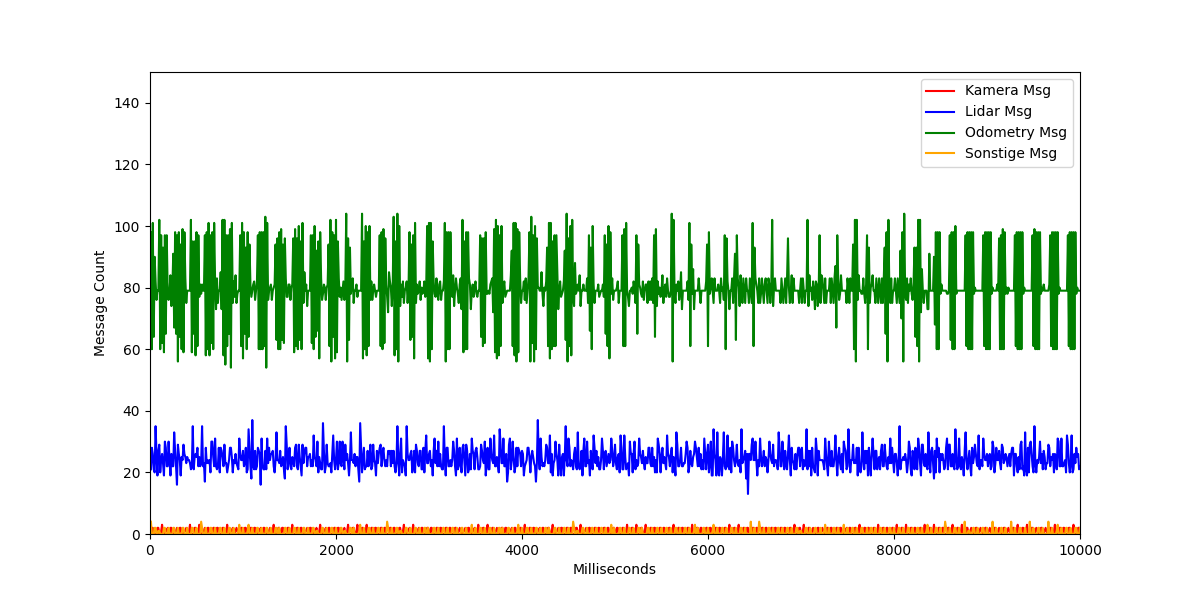 Kamera Msg
Lidar Msg
Odometry Msg
Sonstige Msg
140
120
100
80
60
40
20
0
Message Count
0 2000 4000 6000 8000 10000
Milliseconds